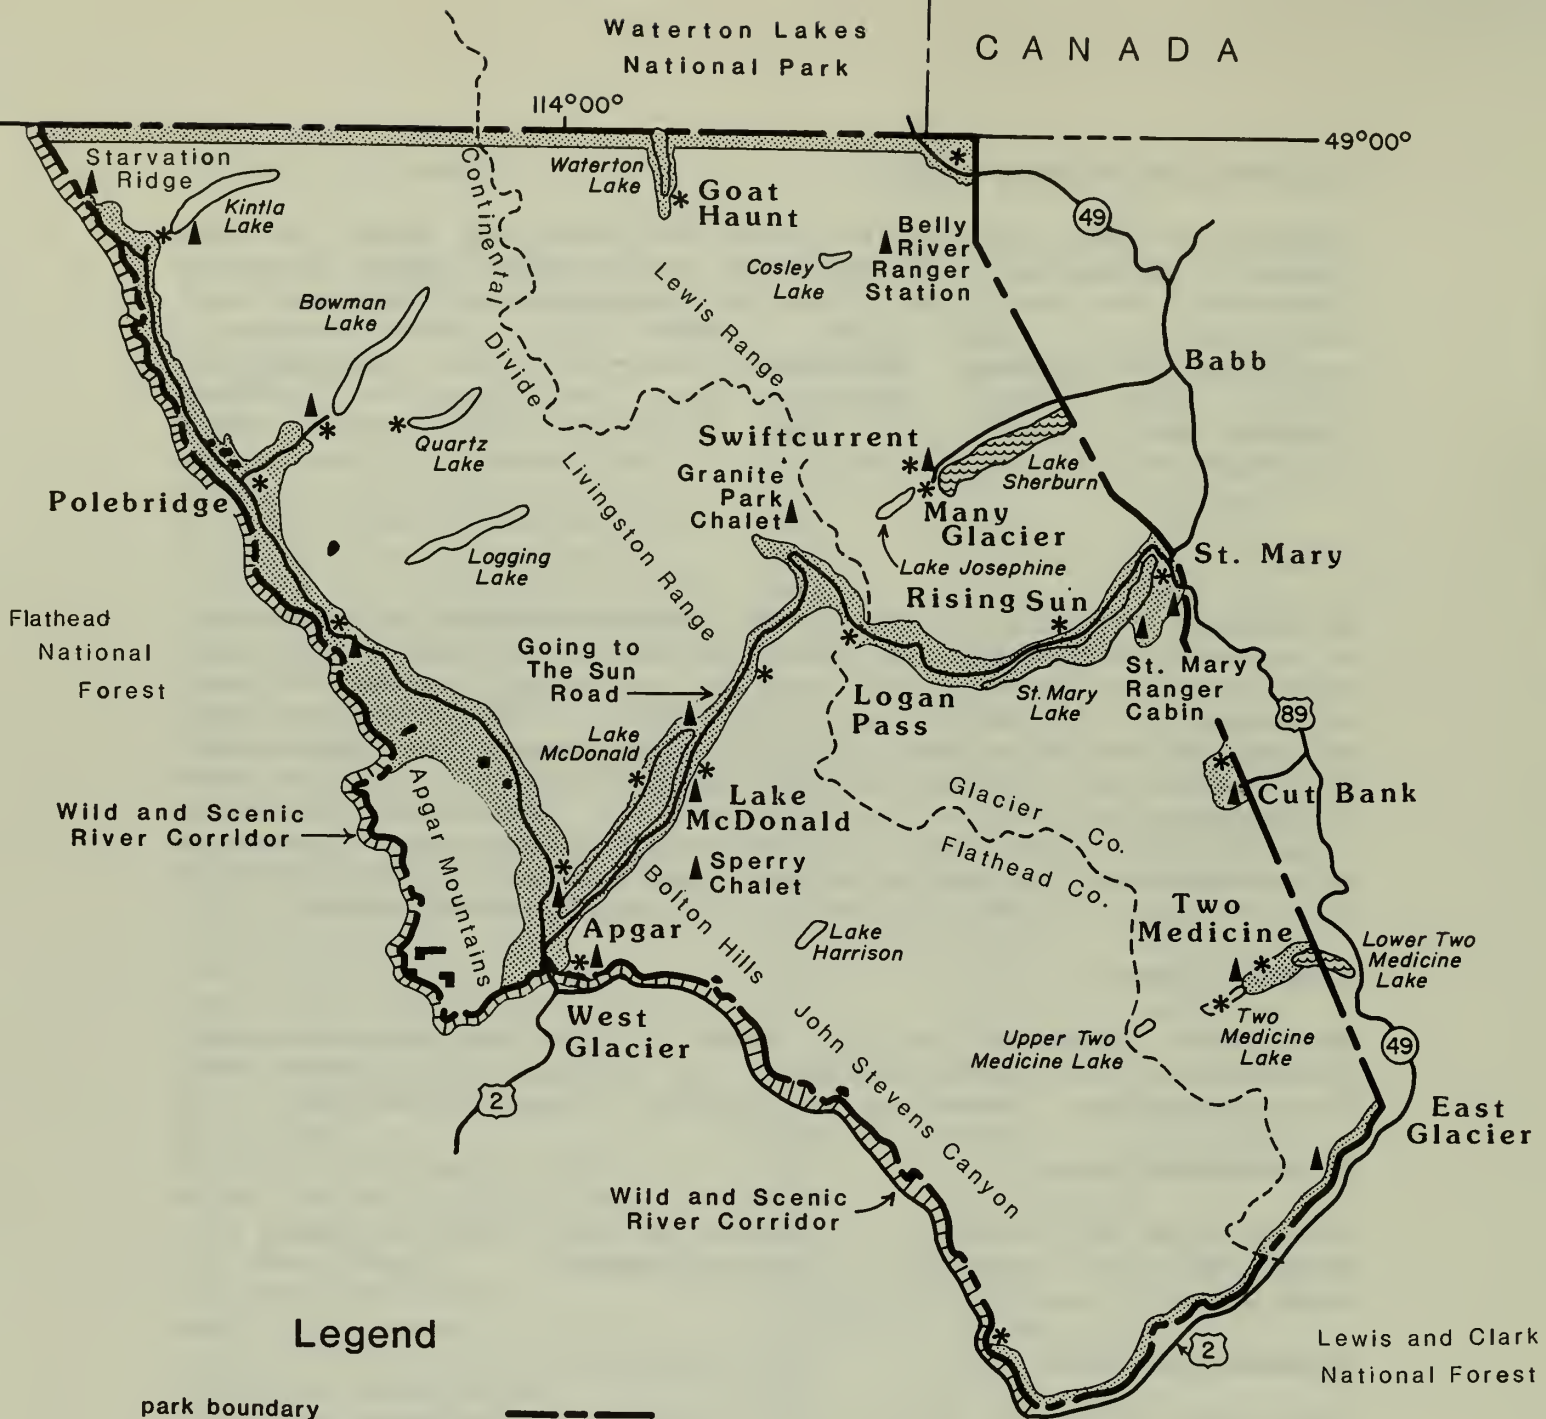 Waterton Lakes
National Park
CANADA
114°00°
49°00°
Starvation
Ridge
Kintla
Lake
Continental
Divide
Waterton
Lake
Goat
Haunt
49
Belly
River
Ranger
Station
Cosley
Lake
Lewis Range
Bowman
Lake
Babb
Quartz
Lake
Swiftcurrent
Granite
Park
Chalet
Lake
Sherburn
Many
Glacier
Lake Josephine
Polebridge
Livingston Range
Logging
Lake
St. Mary
Rising Sun
Flathead
National
Forest
Going to
The Sun
Road
St. Mary
Ranger
Cabin
St. Mary
Lake
Logan
Pass
89
Lake
McDonald
Apgar Mountains
Wild and Scenic
River Corridor
Lake
McDonald
Glacier Co.
Flathead Co.
Cut Bank
Sperry
Chalet
Bolton Hills
Two
Medicine
Apgar
Lake
Harrison
Lower Two
Medicine
Lake
West
Glacier
John Stevens Canyon
Upper Two
Medicine Lake
Two
Medicine
Lake
49
2
East
Glacier
Wild and Scenic
River Corridor
Legend
2
Lewis and Clark
National Forest
park boundary